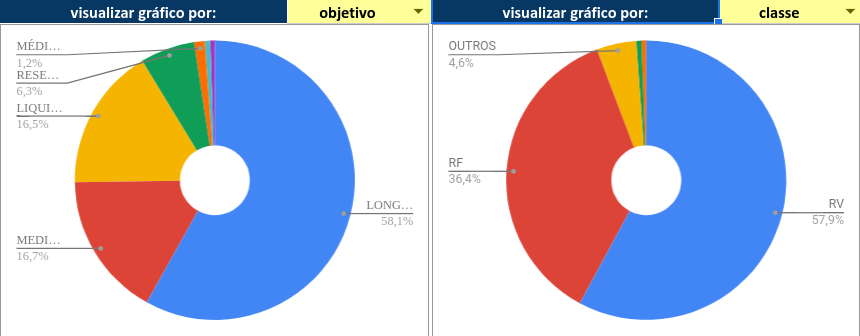 visualizar gráfico por:
objetivo
visualizar gráfico por:
classe
MÉDI…
1,2%
RESE…
6,3%
LIQUI…
16,5%
MEDI…
16,7%
LONG…
58,1%
OUTROS
4,6%
RF
36,4%
RV
57,9%